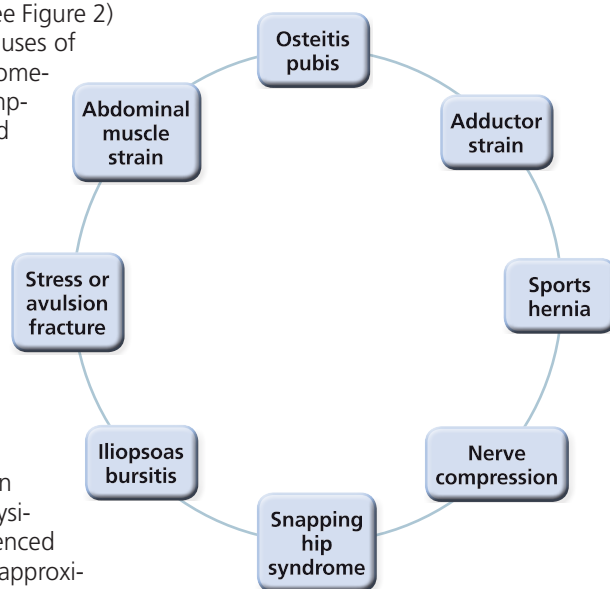 ee Figure 2)
uses of
ome-
mp-
d
Osteitis
pubis
Adductor
strain
Sports
hernia
Nerve
compression
Snapping
hip
syndrome
Iliopsoas
bursitis
Stress or
avulsion
fracture
Abdominal
muscle
strain
n
ysi-
enced
approxi-